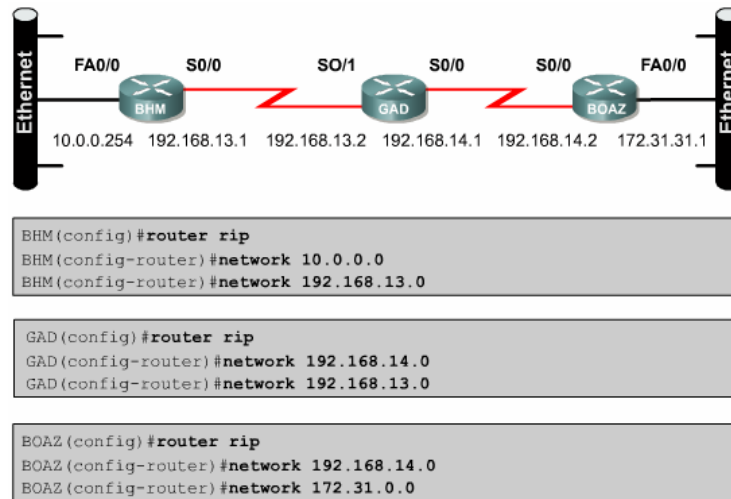 Ethernet
FA0/0 S0/0 SO/1 S0/0 S0/0 FA0/0
BHM GAD BOAZ
10.0.0.254 192.168.13.1 192.168.13.2 192.168.14.1 192.168.14.2 172.31.31.1
Ethernet
BHM(config)#router rip
BHM(config-router)#network 10.0.0.0
BHM(config-router)#network 192.168.13.0
GAD(config)#router rip
GAD(config-router)#network 192.168.14.0
GAD(config-router)#network 192.168.13.0
BOAZ(config)#router rip
BOAZ(config-router)#network 192.168.14.0
BOAZ(config-router)#network 172.31.0.0